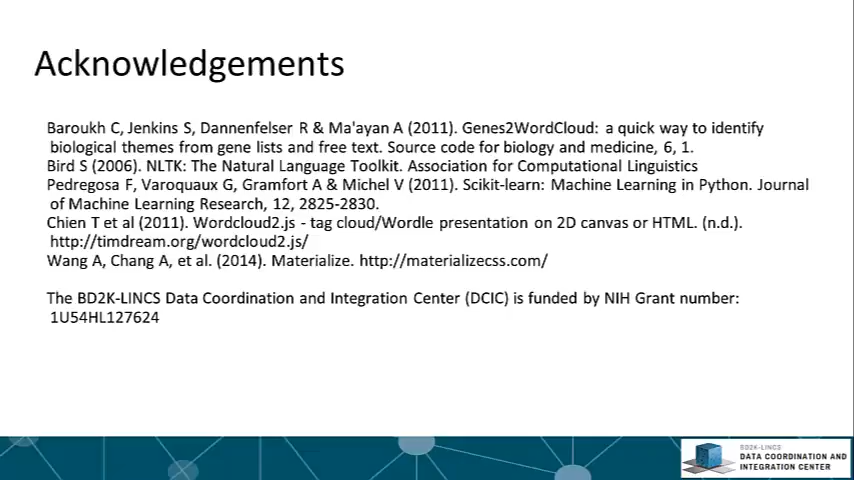 Acknowledgements
Baroukh C, Jenkins S, Dannenfelser R & Ma'ayan A (2011). Genes2WordCloud: a quick way to identify
biological themes from gene lists and free text. Source code for biology and medicine, 6, 1.
Bird S (2006). NLTK: The Natural Language Toolkit. Association for Computational Linguistics
Pedregosa F, Varoquaux G, Gramfort A & Michel V (2011). Scikit-learn: Machine Learning in Python. Journal
of Machine Learning Research, 12, 2825-2830.
Chien T et al (2011). Wordcloud2.js - tag cloud/Wordle presentation on 2D canvas or HTML. (n.d.).
http://timdream.org/wordcloud2.js/
Wang A, Chang A, et al. (2014). Materialize. http://materializecss.com/
The BD2K-LINCS Data Coordination and Integration Center (DCIC) is funded by NIH Grant number:
1U54HL127624
BD2K-LINCS
DATA COORDINATION AND
INTEGRATION CENTER